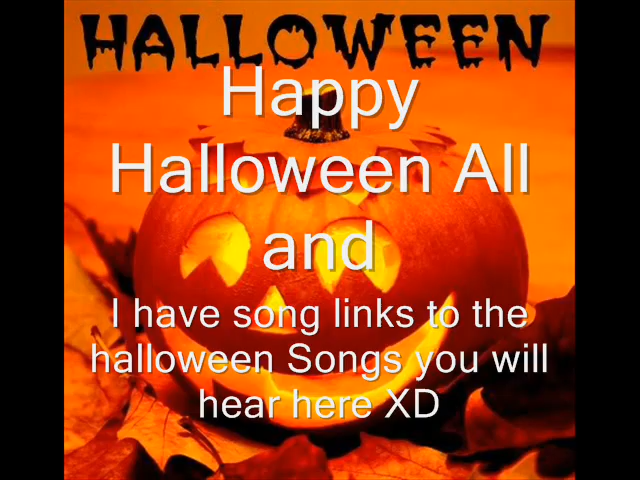 HALLOWEEN
Happy
Halloween All
and
I have song links to the
halloween Songs you will
hear here XD